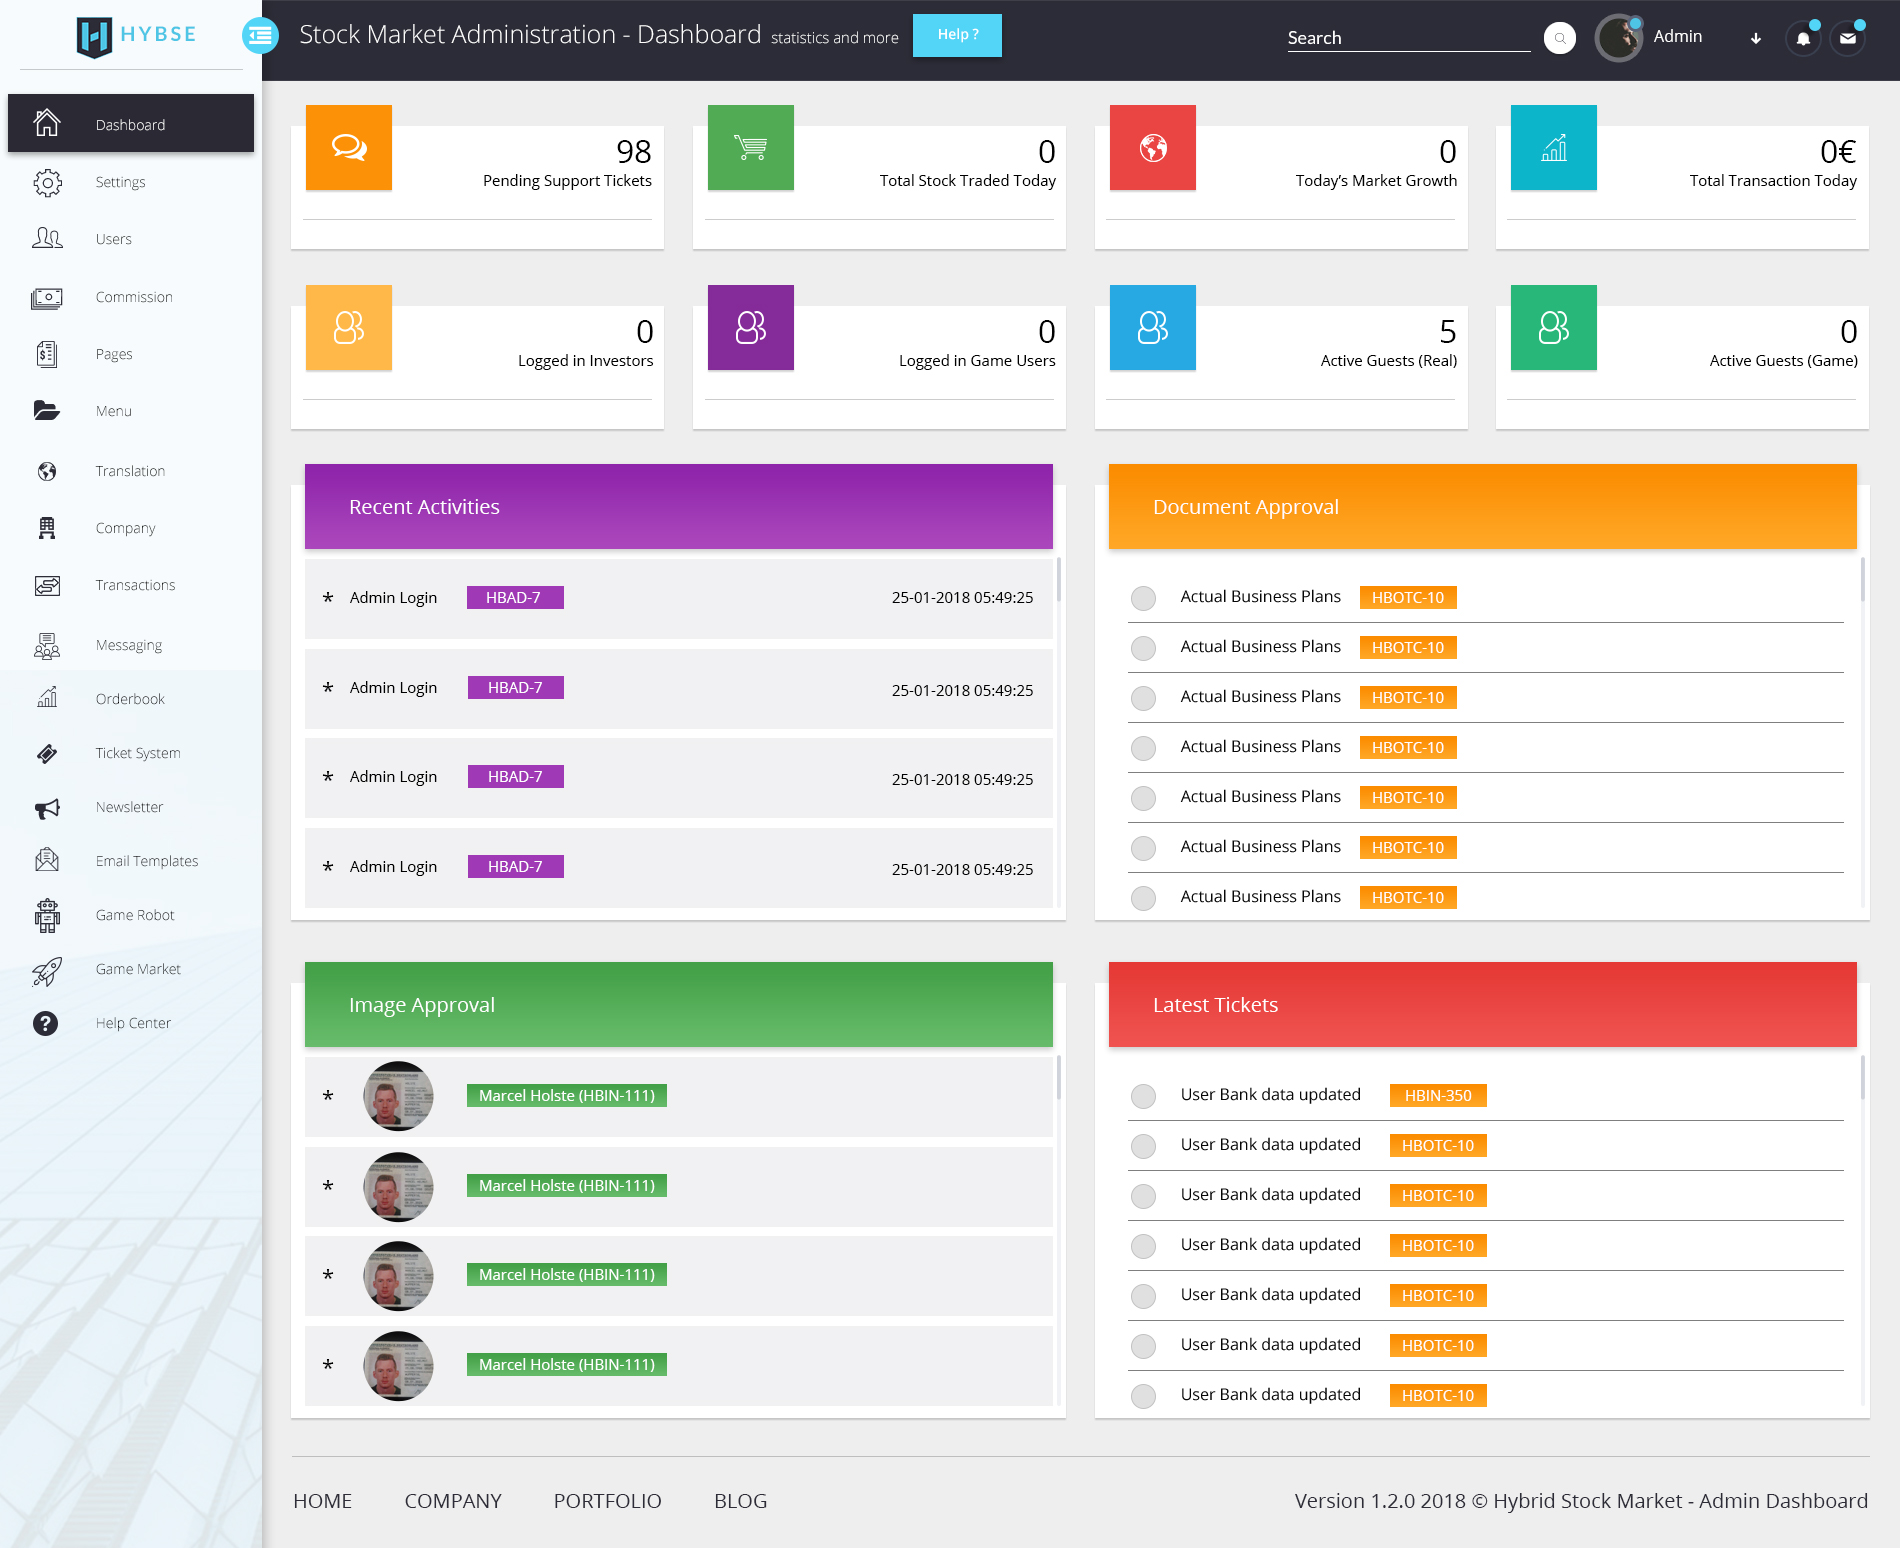 HYBSE
Stock Market Administration - Dashboard statistics and more Help ?
Search
Admin
Dashboard
Settings
Users
Commission
Pages
Menu
Translation
Company
Transactions
Messaging
Orderbook
Ticket System
Newsletter
Email Templates
Game Robot
Game Market
Help Center
98
Pending Support Tickets
0
Total Stock Traded Today
0
Today's Market Growth
0€
Total Transaction Today
0
Logged in Investors
0
Logged in Game Users
5
Active Guests (Real)
0
Active Guests (Game)
Recent Activities
* Admin Login HBAD-7 25-01-2018 05:49:25
* Admin Login HBAD-7 25-01-2018 05:49:25
* Admin Login HBAD-7 25-01-2018 05:49:25
* Admin Login HBAD-7 25-01-2018 05:49:25
Document Approval
Actual Business Plans HBOTC-10
Actual Business Plans HBOTC-10
Actual Business Plans HBOTC-10
Actual Business Plans HBOTC-10
Actual Business Plans HBOTC-10
Actual Business Plans HBOTC-10
Actual Business Plans HBOTC-10
Image Approval
* Marcel Holste (HBIN-111)
* Marcel Holste (HBIN-111)
* Marcel Holste (HBIN-111)
* Marcel Holste (HBIN-111)
Latest Tickets
User Bank data updated HBIN-350
User Bank data updated HBOTC-10
User Bank data updated HBOTC-10
User Bank data updated HBOTC-10
User Bank data updated HBOTC-10
User Bank data updated HBOTC-10
User Bank data updated HBOTC-10
HOME COMPANY PORTFOLIO BLOG
Version 1.2.0 2018 © Hybrid Stock Market - Admin Dashboard